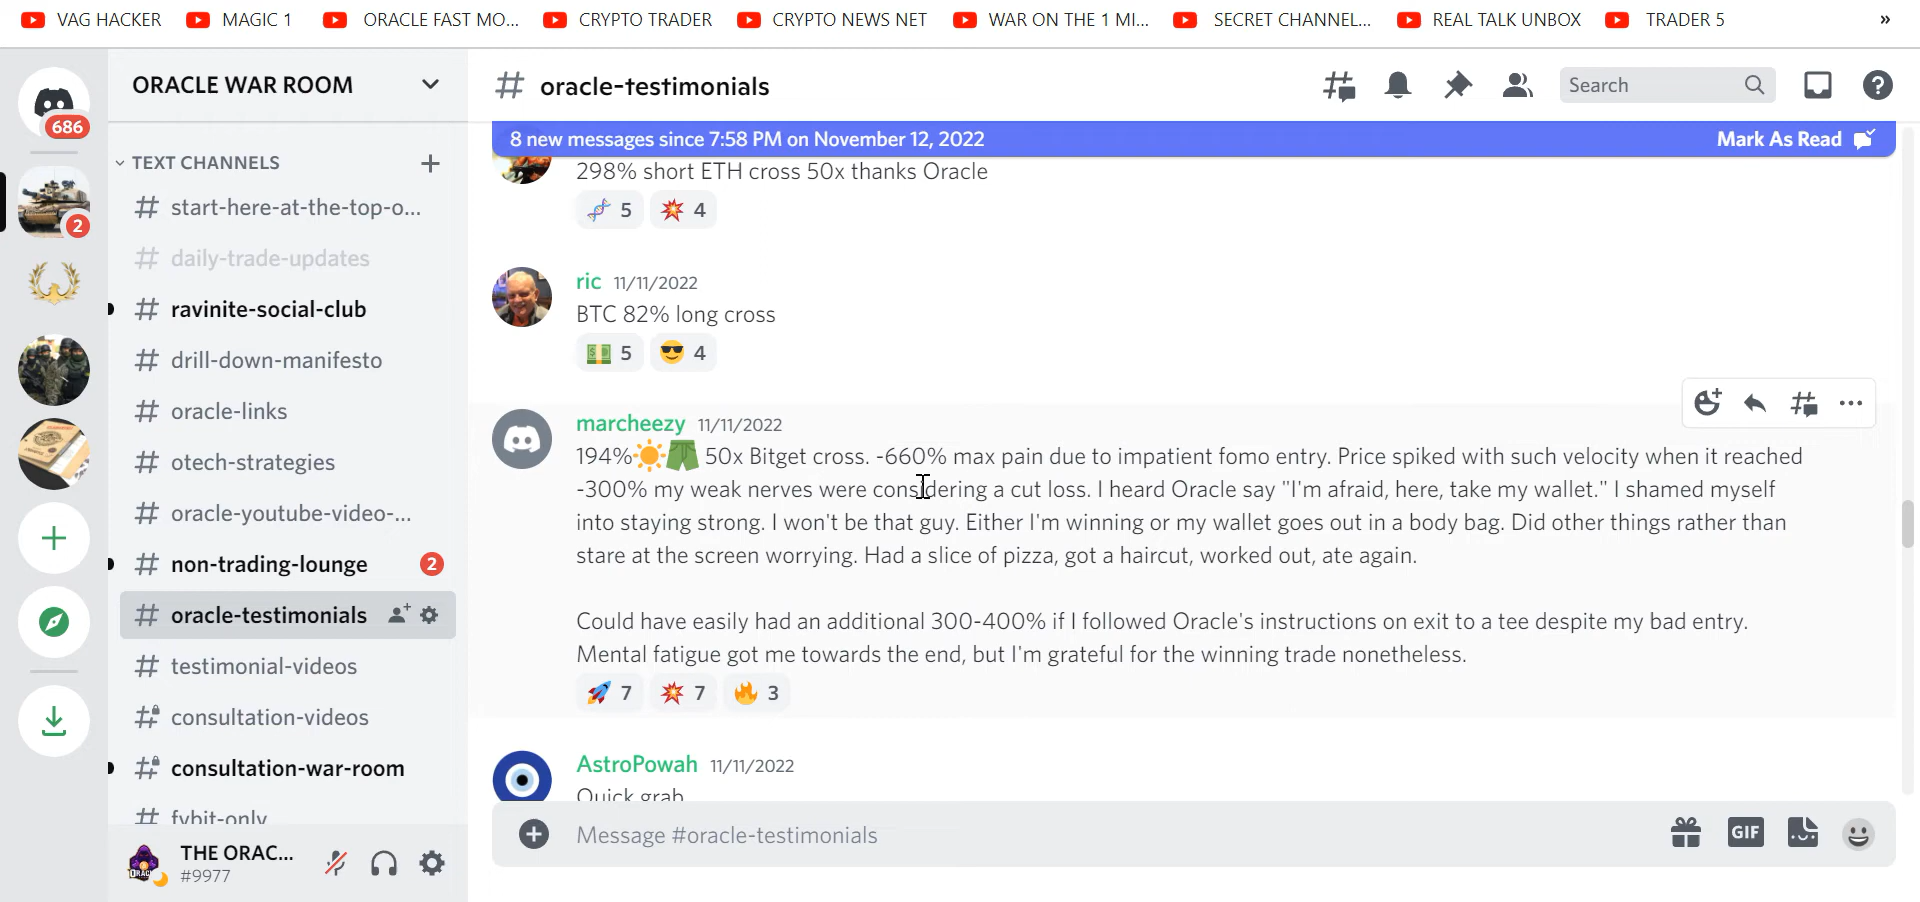 VAG HACKER MAGIC 1 ORACLE FAST MO... CRYPTO TRADER CRYPTO NEWS NET WAR ON THE 1 MI... SECRET CHANNEL... REAL TALK UNBOX TRADER 5 »
686
2
ORACLE WAR ROOM
TEXT CHANNELS +
# start-here-at-the-top-o...
# daily-trade-updates
# ravinite-social-club
# drill-down-manifesto
# oracle-links
# otech-strategies
# oracle-youtube-video-...
# non-trading-lounge 2
# oracle-testimonials
# testimonial-videos
# consultation-videos
# consultation-war-room
# fybit-only
THE ORAC...
#9977
# oracle-testimonials
Search
8 new messages since 7:58 PM on November 12, 2022 Mark As Read
298% short ETH cross 50x thanks Oracle
🧬 5 💥 4
ric 11/11/2022
BTC 82% long cross
💵 5 😎 4
marcheezy 11/11/2022
194%☀️🩳 50x Bitget cross. -660% max pain due to impatient fomo entry. Price spiked with such velocity when it reached
-300% my weak nerves were considering a cut loss. I heard Oracle say "I'm afraid, here, take my wallet." I shamed myself
into staying strong. I won't be that guy. Either I'm winning or my wallet goes out in a body bag. Did other things rather than
stare at the screen worrying. Had a slice of pizza, got a haircut, worked out, ate again.
Could have easily had an additional 300-400% if I followed Oracle's instructions on exit to a tee despite my bad entry.
Mental fatigue got me towards the end, but I'm grateful for the winning trade nonetheless.
🚀 7 💥 7 🔥 3
AstroPowah 11/11/2022
Quick grab
Message #oracle-testimonials
GIF